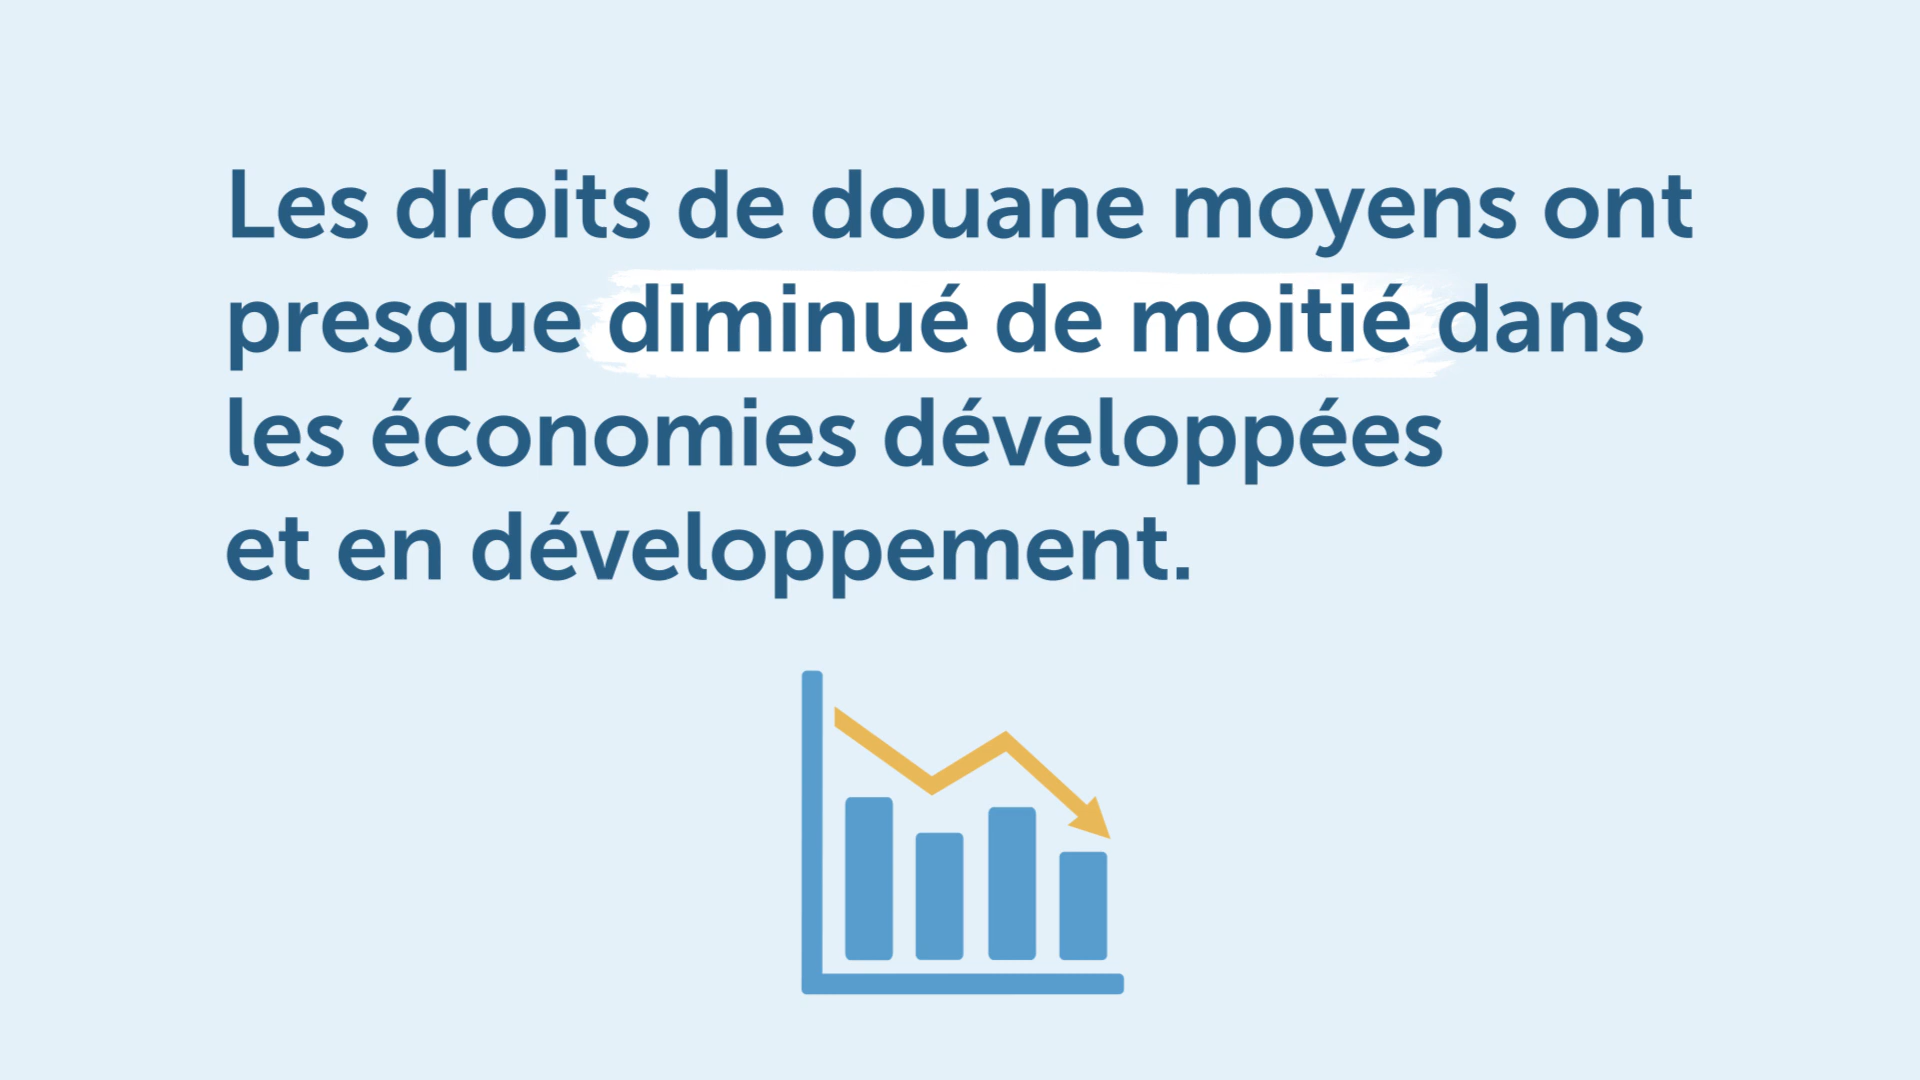 Les droits de douane moyens ont
presque diminué de moitié dans
les économies développées
et en développement.